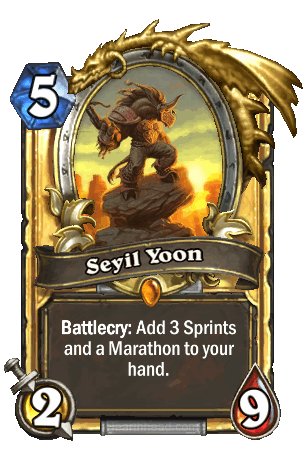 5
Seyil Yoon
Battlecry: Add 3 Sprints
and a Marathon to your
hand.
2
9